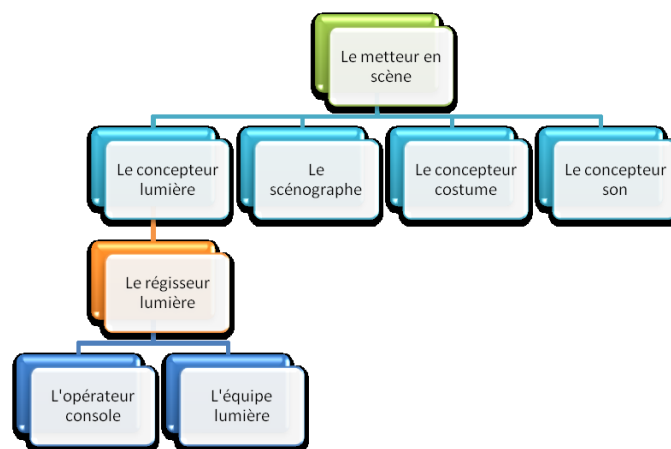 Le metteur en
scène
Le concepteur
lumière
Le
scénographe
Le concepteur
costume
Le concepteur
son
Le régisseur
lumière
L'opérateur
console
L'équipe
lumière